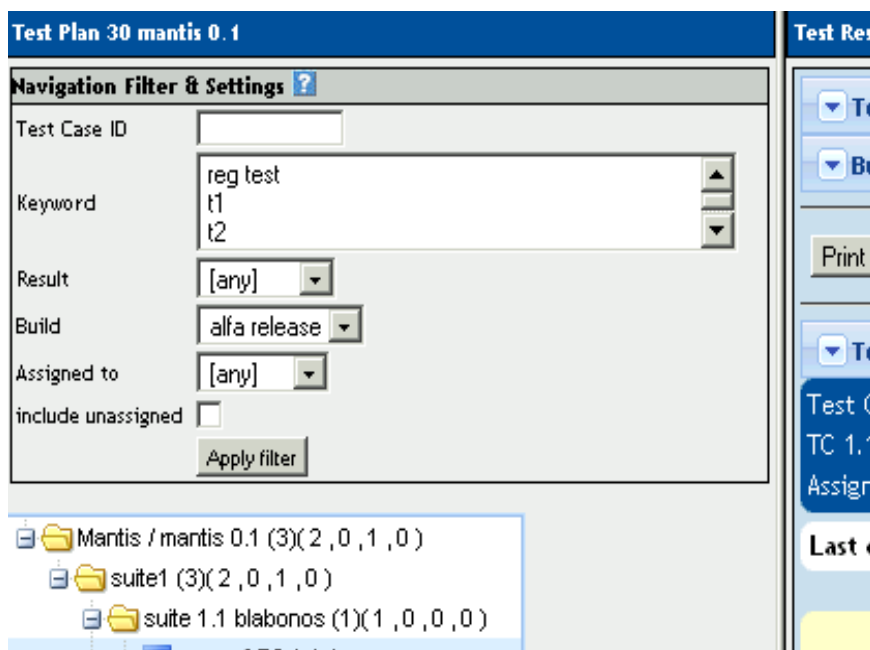 Test Plan 30 mantis 0.1
Navigation Filter & Settings ?
Test Case ID
Keyword
reg test
t1
t2
Result [any]
Build alfa release
Assigned to [any]
include unassigned
Apply filter
Mantis / mantis 0.1 (3)( 2 ,0 ,1 ,0 )
suite1 (3)( 2 ,0 ,1 ,0 )
suite 1.1 blabonos (1)(1 ,0 ,0 ,0 )
Test
Print
Test
TC 1.1
Last